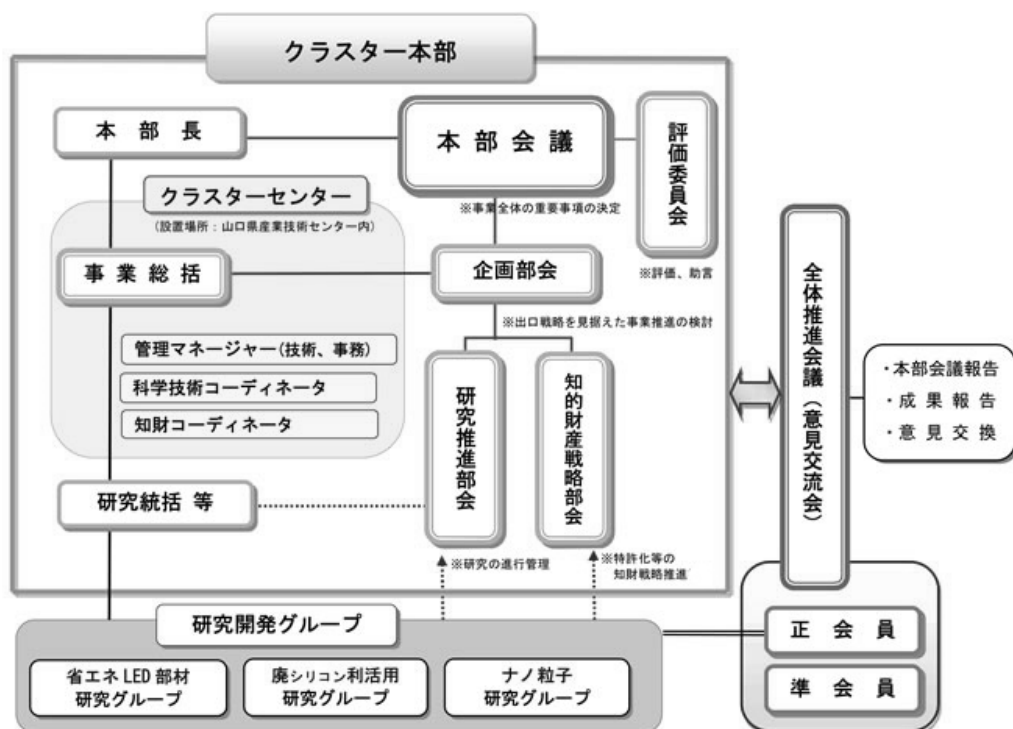 クラスター本部
本部長
本部会議
評価委員会
※事業全体の重要事項の決定
※評価、助言
クラスターセンター
(設置場所:山口県産業技術センター内)
事業総括
企画部会
※出口戦略を見据えた事業推進の検討
管理マネージャー(技術、事務)
科学技術コーディネータ
知財コーディネータ
研究推進部会
知的財産戦略部会
研究統括 等
※研究の進行管理
※特許化等の
知財戦略推進
全体推進会議(意見交流会)
・本部会議報告
・成果報告
・意見交換
研究開発グループ
省エネLED部材
研究グループ
廃シリコン利活用
研究グループ
ナノ粒子
研究グループ
正会員
準会員